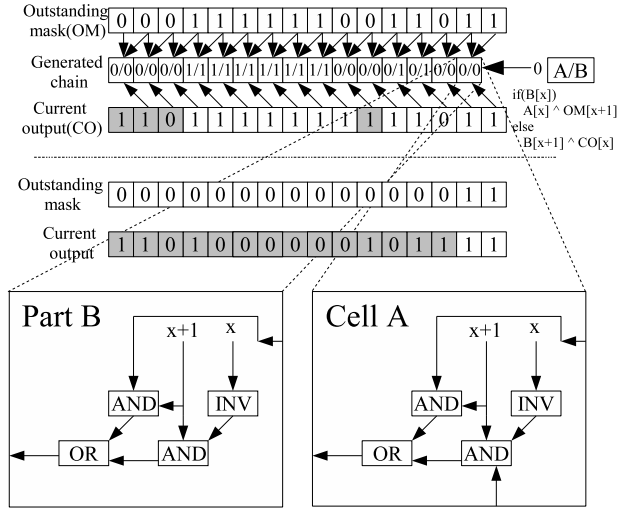 Outstanding mask(OM) 0 0 0 1 1 1 1 1 1 0 0 1 1 0 1 1
Generated chain 0/0 0/0 0/0 1/1 1/1 1/1 1/1 1/1 1/1 0/0 0/0 0/1 0/1 0/0 0/0 0 A/B
Current output(CO) 1 1 0 1 1 1 1 1 1 1 1 1 1 0 1 1
if(B[x])
A[x] ^ OM[x+1]
else
B[x+1] ^ CO[x]
Outstanding mask 0 0 0 0 0 0 0 0 0 0 0 0 0 0 1 1
Current output 1 1 0 1 0 0 0 0 0 0 1 0 1 1 1 1
Part B
x+1 x
AND INV
OR AND
Cell A
x+1 x
AND INV
OR AND